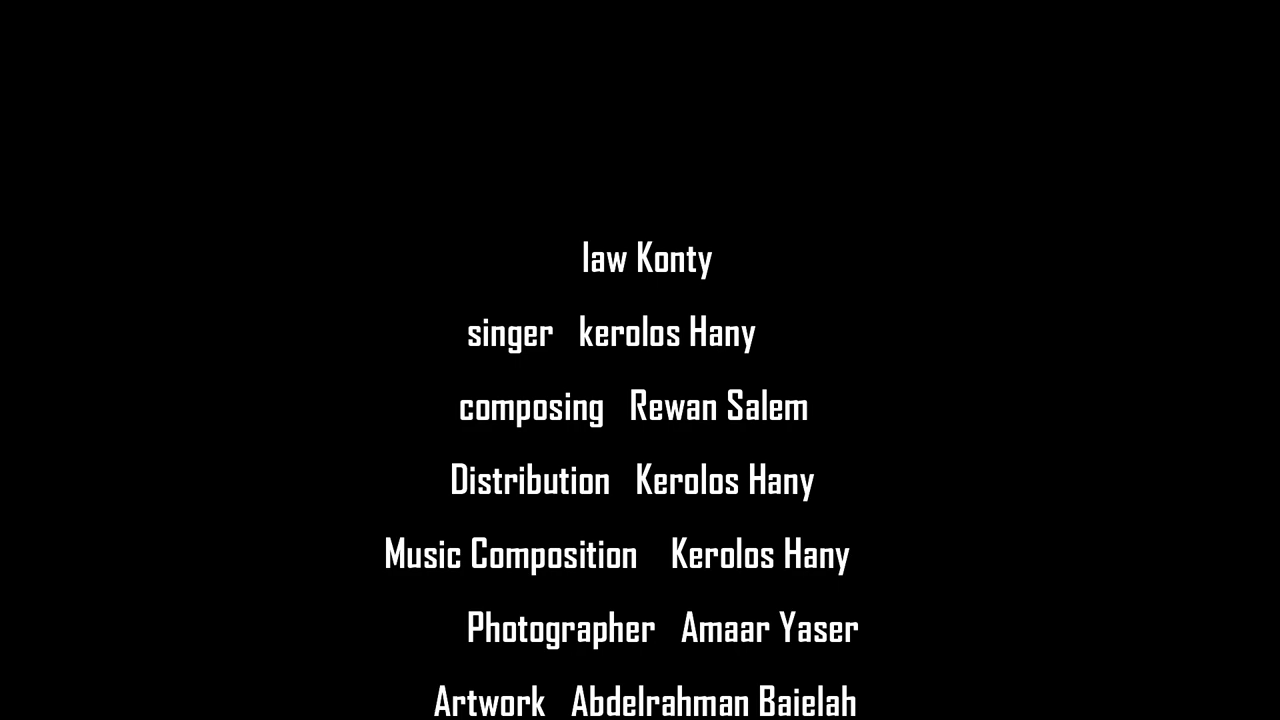 law Konty
singer kerolos Hany
composing Rewan Salem
Distribution Kerolos Hany
Music Composition Kerolos Hany
Photographer Amaar Yaser
Artwork Abdelrahman Baielah